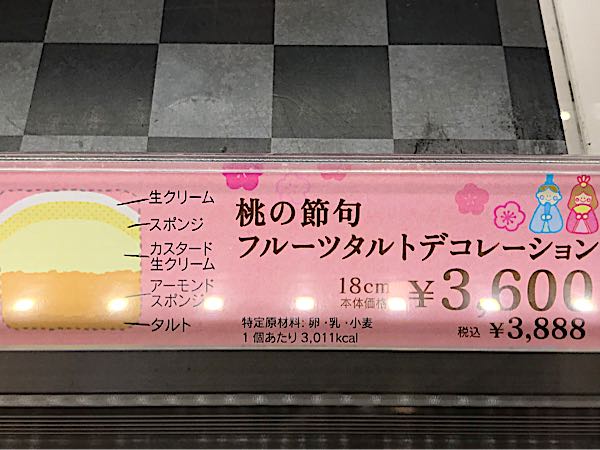 生クリーム
スポンジ
カスタード
生クリーム
アーモンド
スポンジ
タルト
桃の節句
フルーツタルトデコレーション
18cm
本体価格
¥3,600
税込 ¥3,888
特定原材料: 卵・乳・小麦
1個あたり 3,011kcal